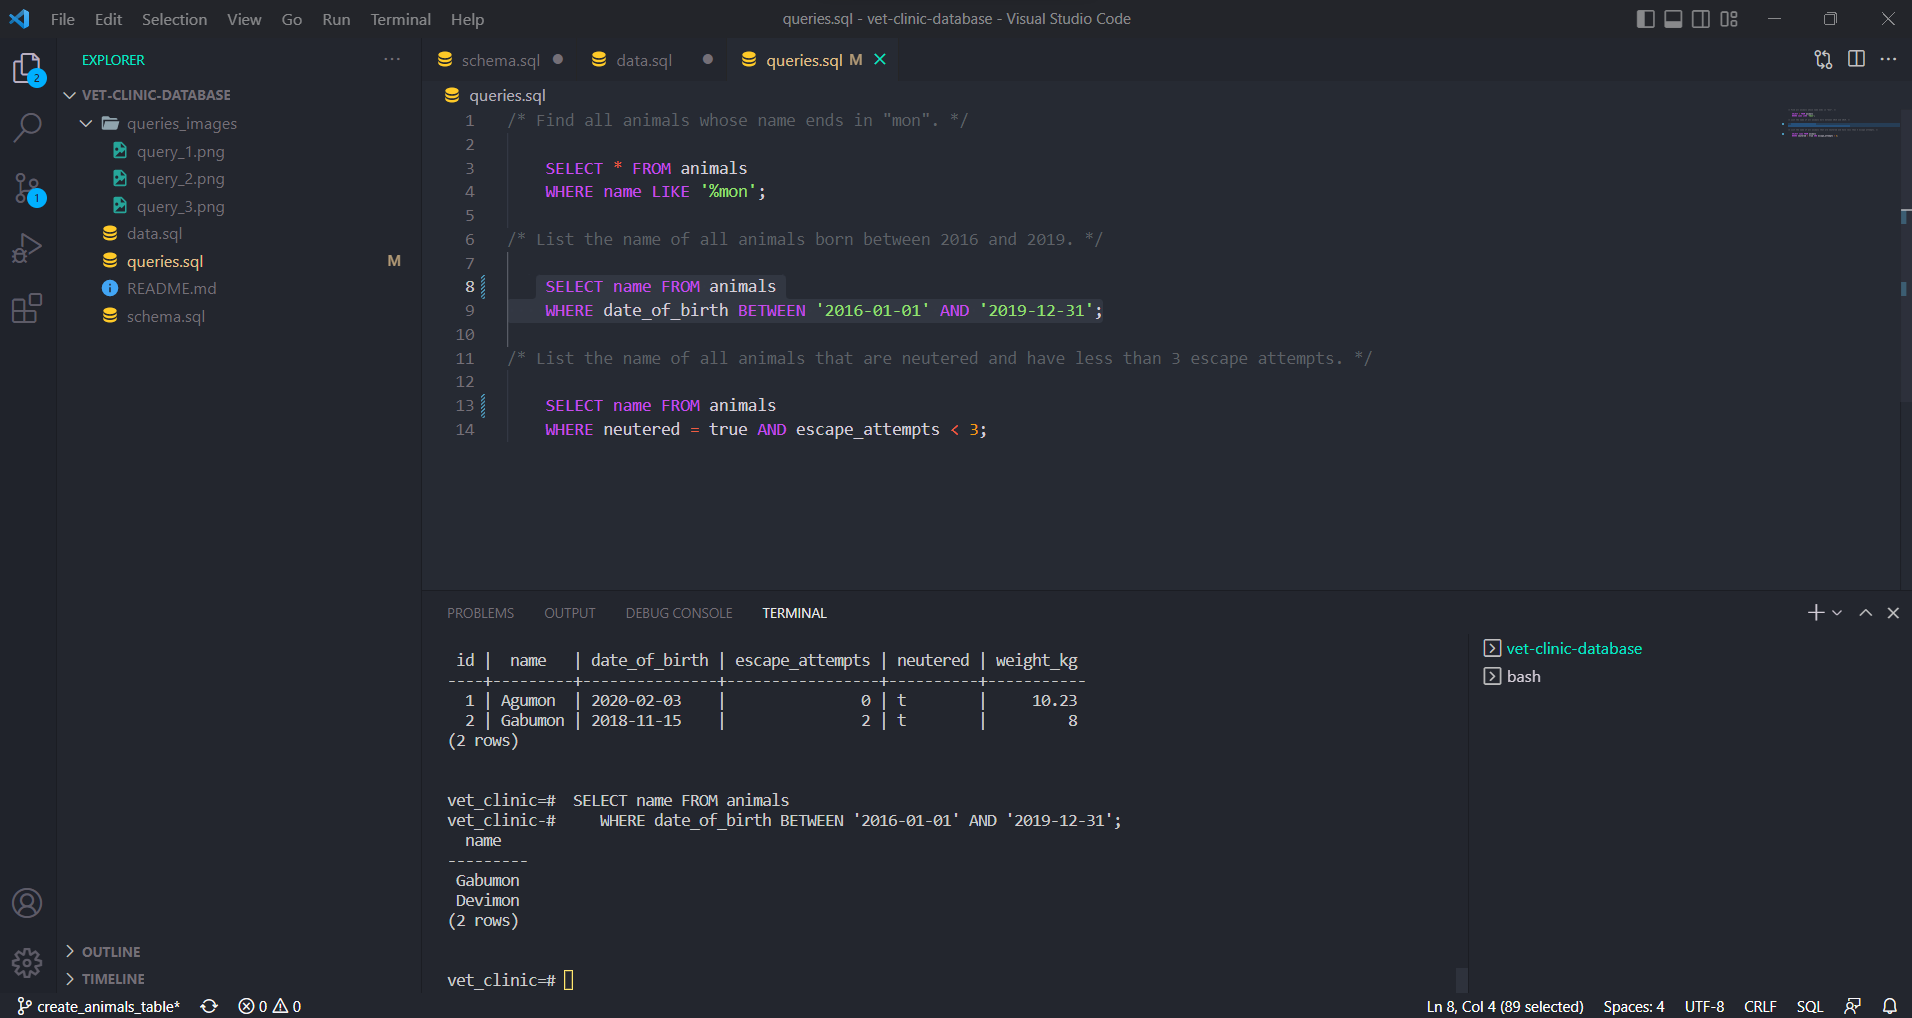 File Edit Selection View Go Run Terminal Help
queries.sql - vet-clinic-database - Visual Studio Code
2
1
EXPLORER
VET-CLINIC-DATABASE
queries_images
query_1.png
query_2.png
query_3.png
data.sql
queries.sql M
README.md
schema.sql
OUTLINE
TIMELINE
schema.sql data.sql queries.sql M
queries.sql
1 /* Find all animals whose name ends in "mon". */
2
3 SELECT * FROM animals
4 WHERE name LIKE '%mon';
5
6 /* List the name of all animals born between 2016 and 2019. */
7
8 SELECT name FROM animals
9 WHERE date_of_birth BETWEEN '2016-01-01' AND '2019-12-31';
10
11 /* List the name of all animals that are neutered and have less than 3 escape attempts. */
12
13 SELECT name FROM animals
14 WHERE neutered = true AND escape_attempts < 3;
PROBLEMS OUTPUT DEBUG CONSOLE TERMINAL
 id |  name   | date_of_birth | escape_attempts | neutered | weight_kg
----+---------+---------------+-----------------+----------+-----------
  1 | Agumon  | 2020-02-03    |               0 | t        |     10.23
  2 | Gabumon | 2018-11-15    |               2 | t        |         8
(2 rows)
vet_clinic=#  SELECT name FROM animals
vet_clinic-#     WHERE date_of_birth BETWEEN '2016-01-01' AND '2019-12-31';
  name
---------
 Gabumon
 Devimon
(2 rows)
vet_clinic=#
vet-clinic-database
bash
create_animals_table* 0 0 Ln 8, Col 4 (89 selected) Spaces: 4 UTF-8 CRLF SQL